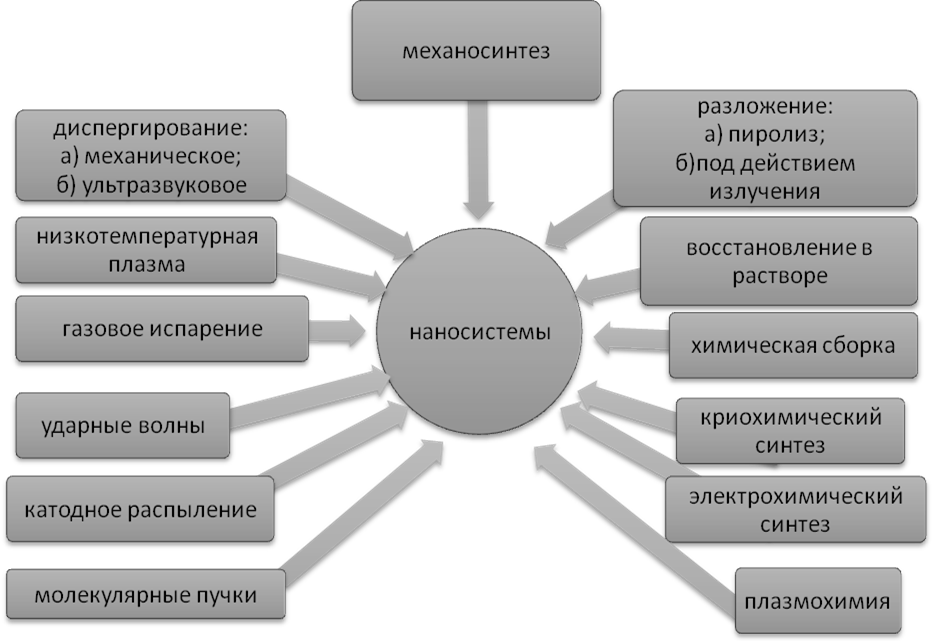 механосинтез
диспергирование:
а) механическое;
б) ультразвуковое
разложение:
а) пиролиз;
б)под действием
излучения
низкотемпературная
плазма
восстановление в
растворе
газовое испарение
наносистемы
химическая сборка
ударные волны
криохимический
синтез
катодное распыление
электрохимический
синтез
молекулярные пучки
плазмохимия